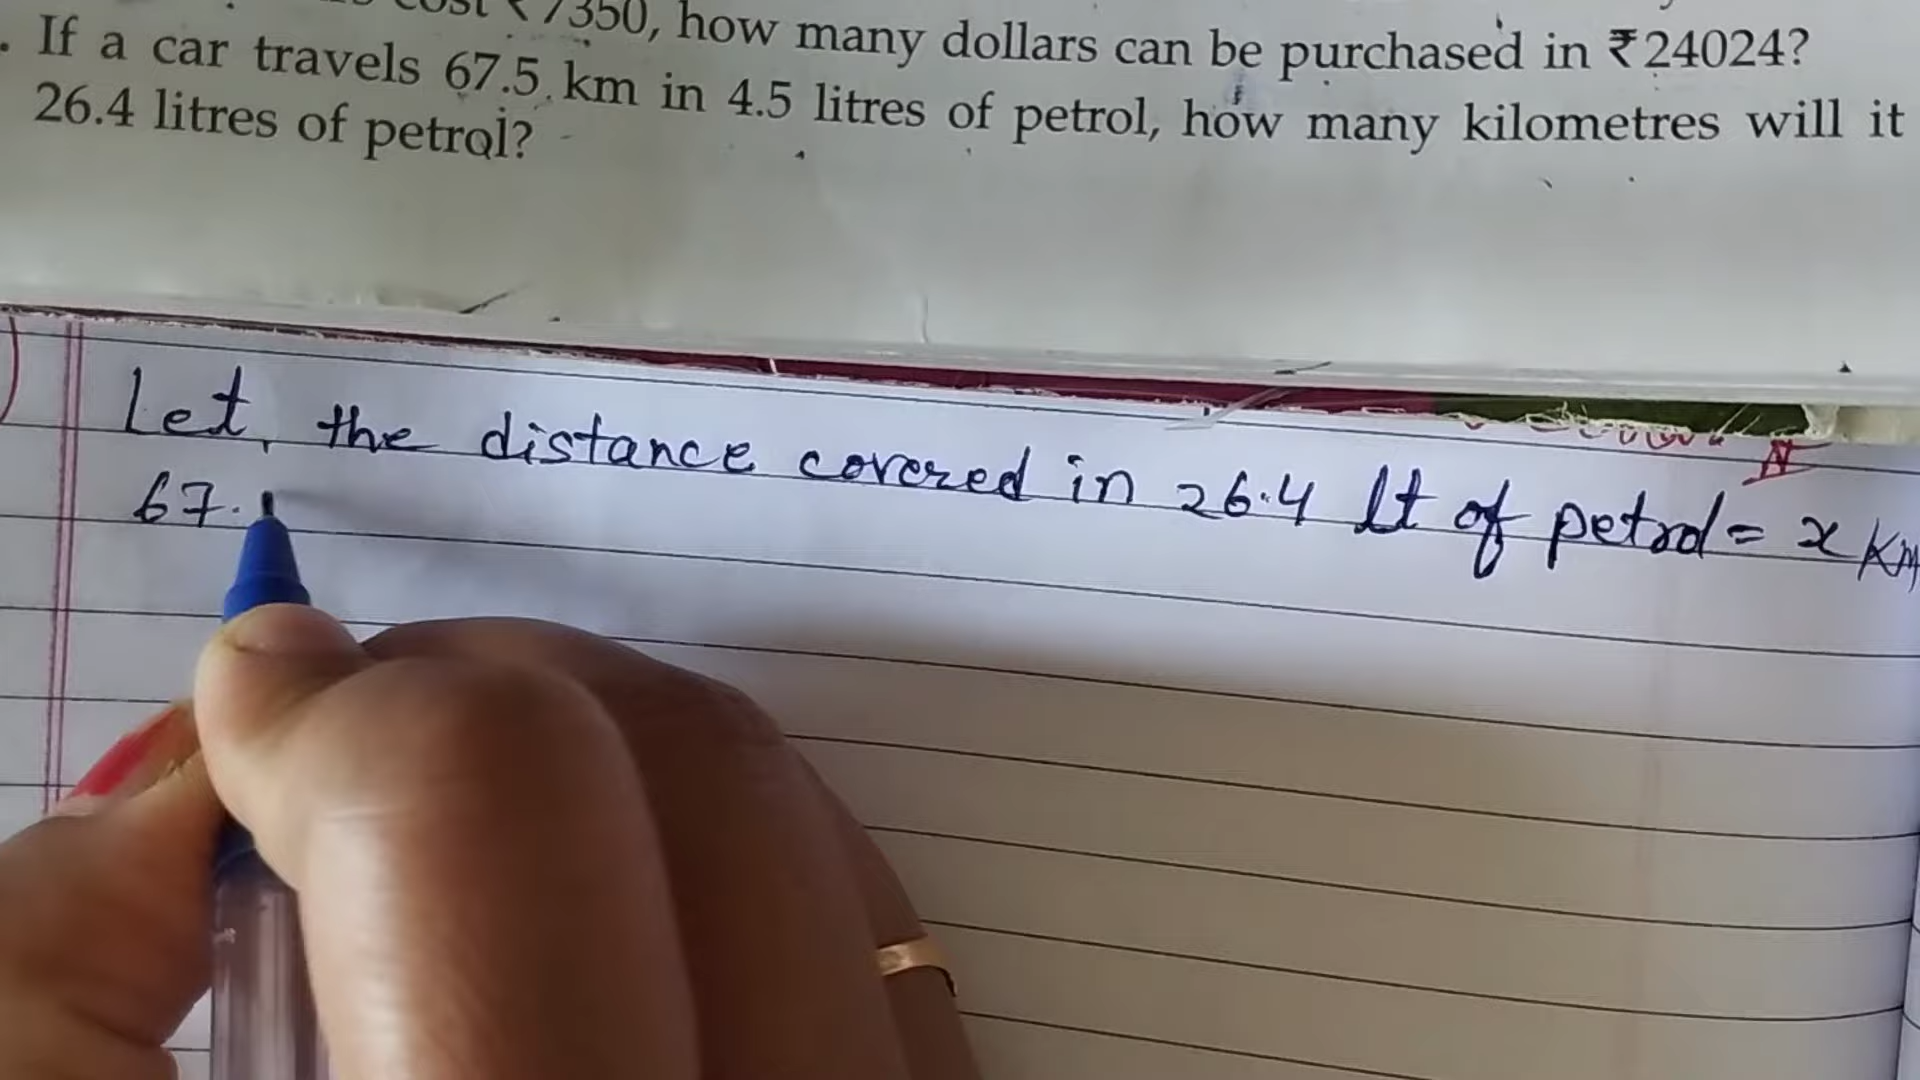 cost ₹7350, how many dollars can be purchased in ₹24024?
. If a car travels 67.5 km in 4.5 litres of petrol, how many kilometres will it
26.4 litres of petrol?
Let, the distance covered in 26.4 lt of petrol = x Km
67.